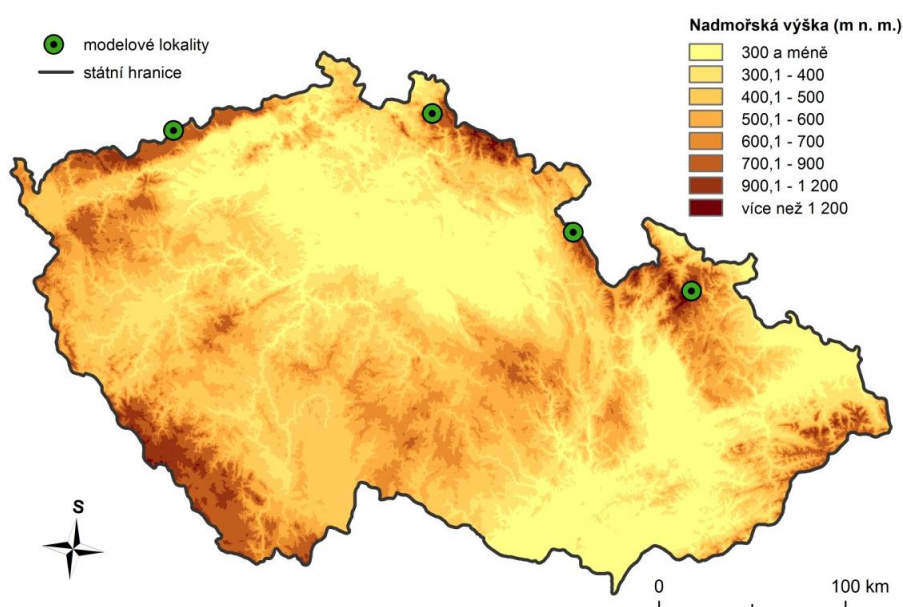 modelové lokality
státní hranice
Nadmořská výška (m n. m.)
300 a méně
300,1 - 400
400,1 - 500
500,1 - 600
600,1 - 700
700,1 - 900
900,1 - 1 200
více než 1 200
S
0 100 km